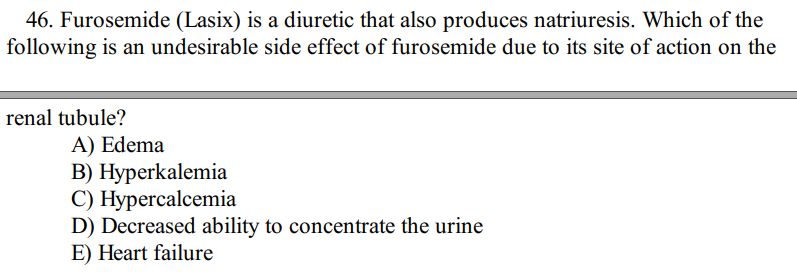 46. Furosemide (Lasix) is a diuretic that also produces natriuresis. Which of the
following is an undesirable side effect of furosemide due to its site of action on the
renal tubule?
A) Edema
B) Hyperkalemia
C) Hypercalcemia
D) Decreased ability to concentrate the urine
E) Heart failure